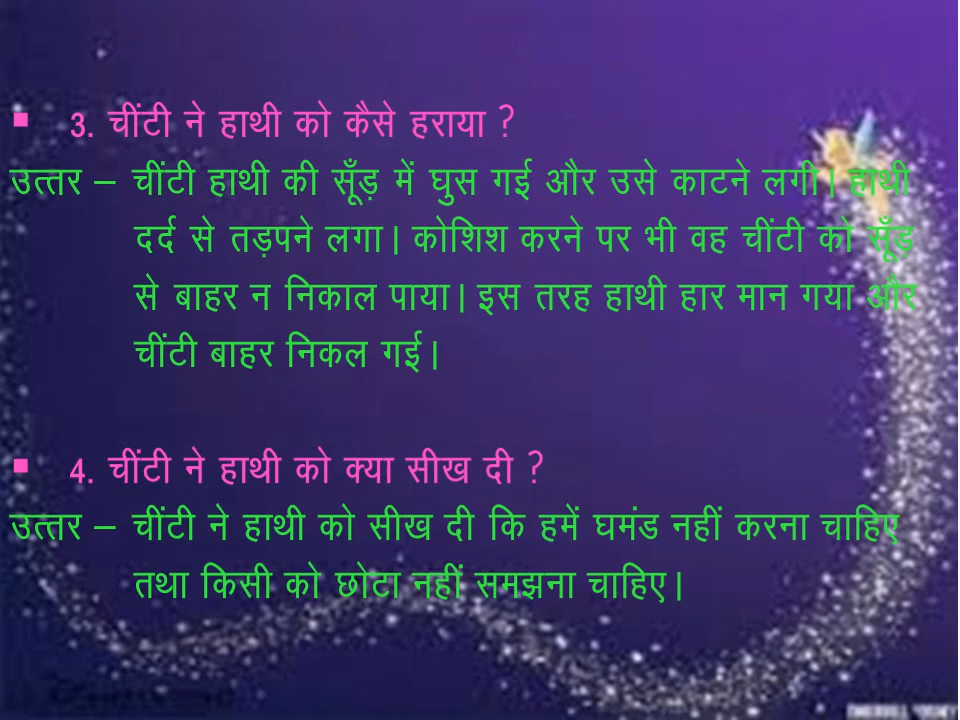 ▪ 3. चींटी ने हाथी को कैसे हराया ?
उत्तर – चींटी हाथी की सूँड़ में घुस गई और उसे काटने लगी। हाथी
दर्द से तड़पने लगा। कोशिश करने पर भी वह चींटी को सूँड़
से बाहर न निकाल पाया। इस तरह हाथी हार मान गया और
चींटी बाहर निकल गई।
▪ 4. चींटी ने हाथी को क्या सीख दी ?
उत्तर – चींटी ने हाथी को सीख दी कि हमें घमंड नहीं करना चाहिए
तथा किसी को छोटा नहीं समझना चाहिए।